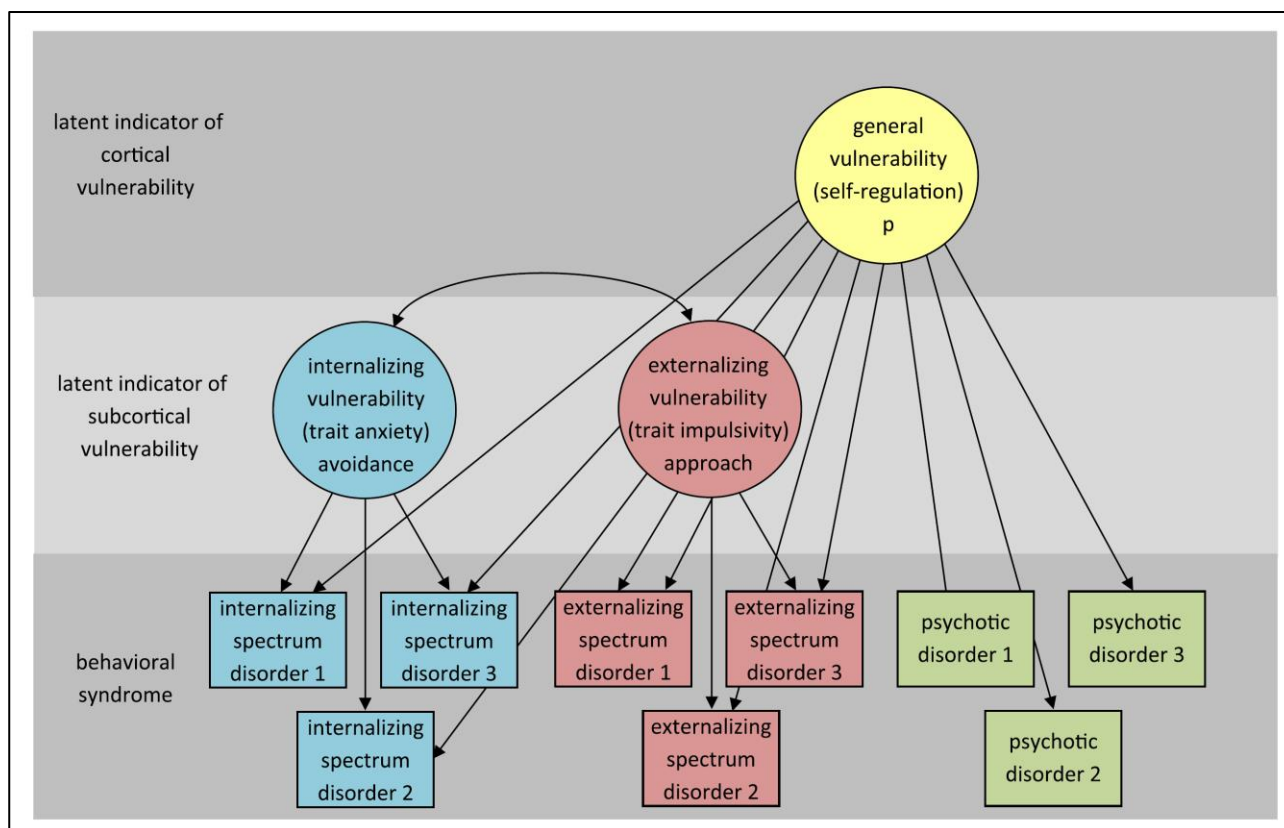 latent indicator of
cortical
vulnerability
general
vulnerability
(self-regulation)
p
latent indicator of
subcortical
vulnerability
internalizing
vulnerability
(trait anxiety)
avoidance
externalizing
vulnerability
(trait impulsivity)
approach
behavioral
syndrome
internalizing
spectrum
disorder 1
internalizing
spectrum
disorder 3
externalizing
spectrum
disorder 1
externalizing
spectrum
disorder 3
psychotic
disorder 1
psychotic
disorder 3
internalizing
spectrum
disorder 2
externalizing
spectrum
disorder 2
psychotic
disorder 2